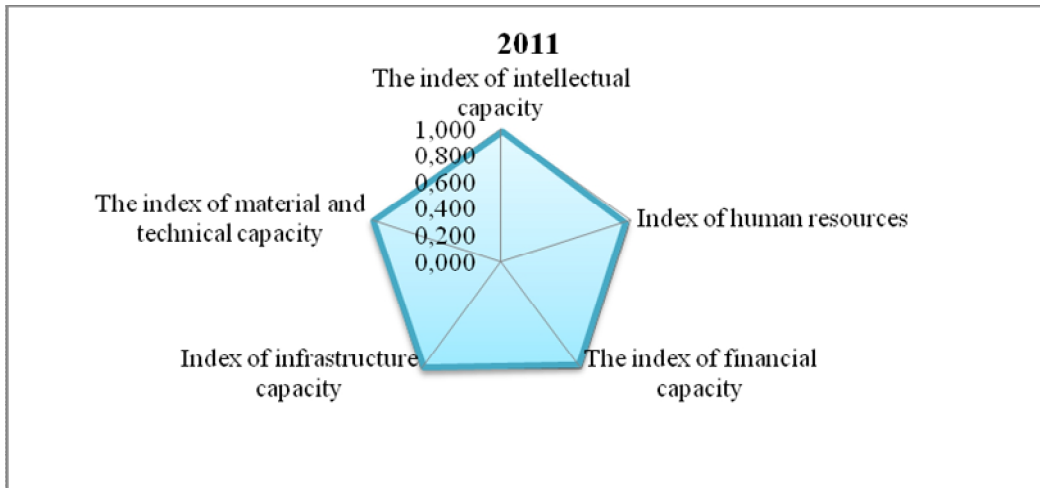 2011
The index of intellectual
capacity
1,000
0,800
0,600
0,400
0,200
0,000
Index of human resources
The index of financial
capacity
Index of infrastructure
capacity
The index of material and
technical capacity